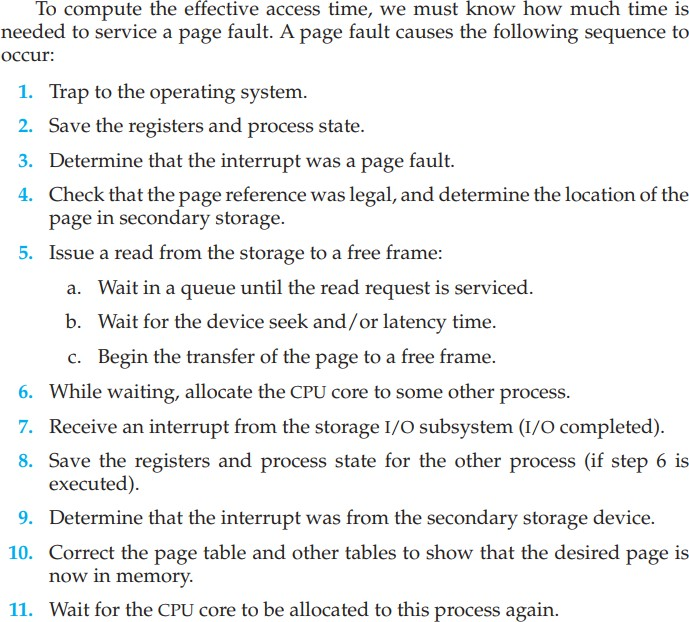 To compute the effective access time, we must know how much time is
needed to service a page fault. A page fault causes the following sequence to
occur:
1. Trap to the operating system.
2. Save the registers and process state.
3. Determine that the interrupt was a page fault.
4. Check that the page reference was legal, and determine the location of the
page in secondary storage.
5. Issue a read from the storage to a free frame:
a. Wait in a queue until the read request is serviced.
b. Wait for the device seek and/or latency time.
c. Begin the transfer of the page to a free frame.
6. While waiting, allocate the CPU core to some other process.
7. Receive an interrupt from the storage I/O subsystem (I/O completed).
8. Save the registers and process state for the other process (if step 6 is
executed).
9. Determine that the interrupt was from the secondary storage device.
10. Correct the page table and other tables to show that the desired page is
now in memory.
11. Wait for the CPU core to be allocated to this process again.